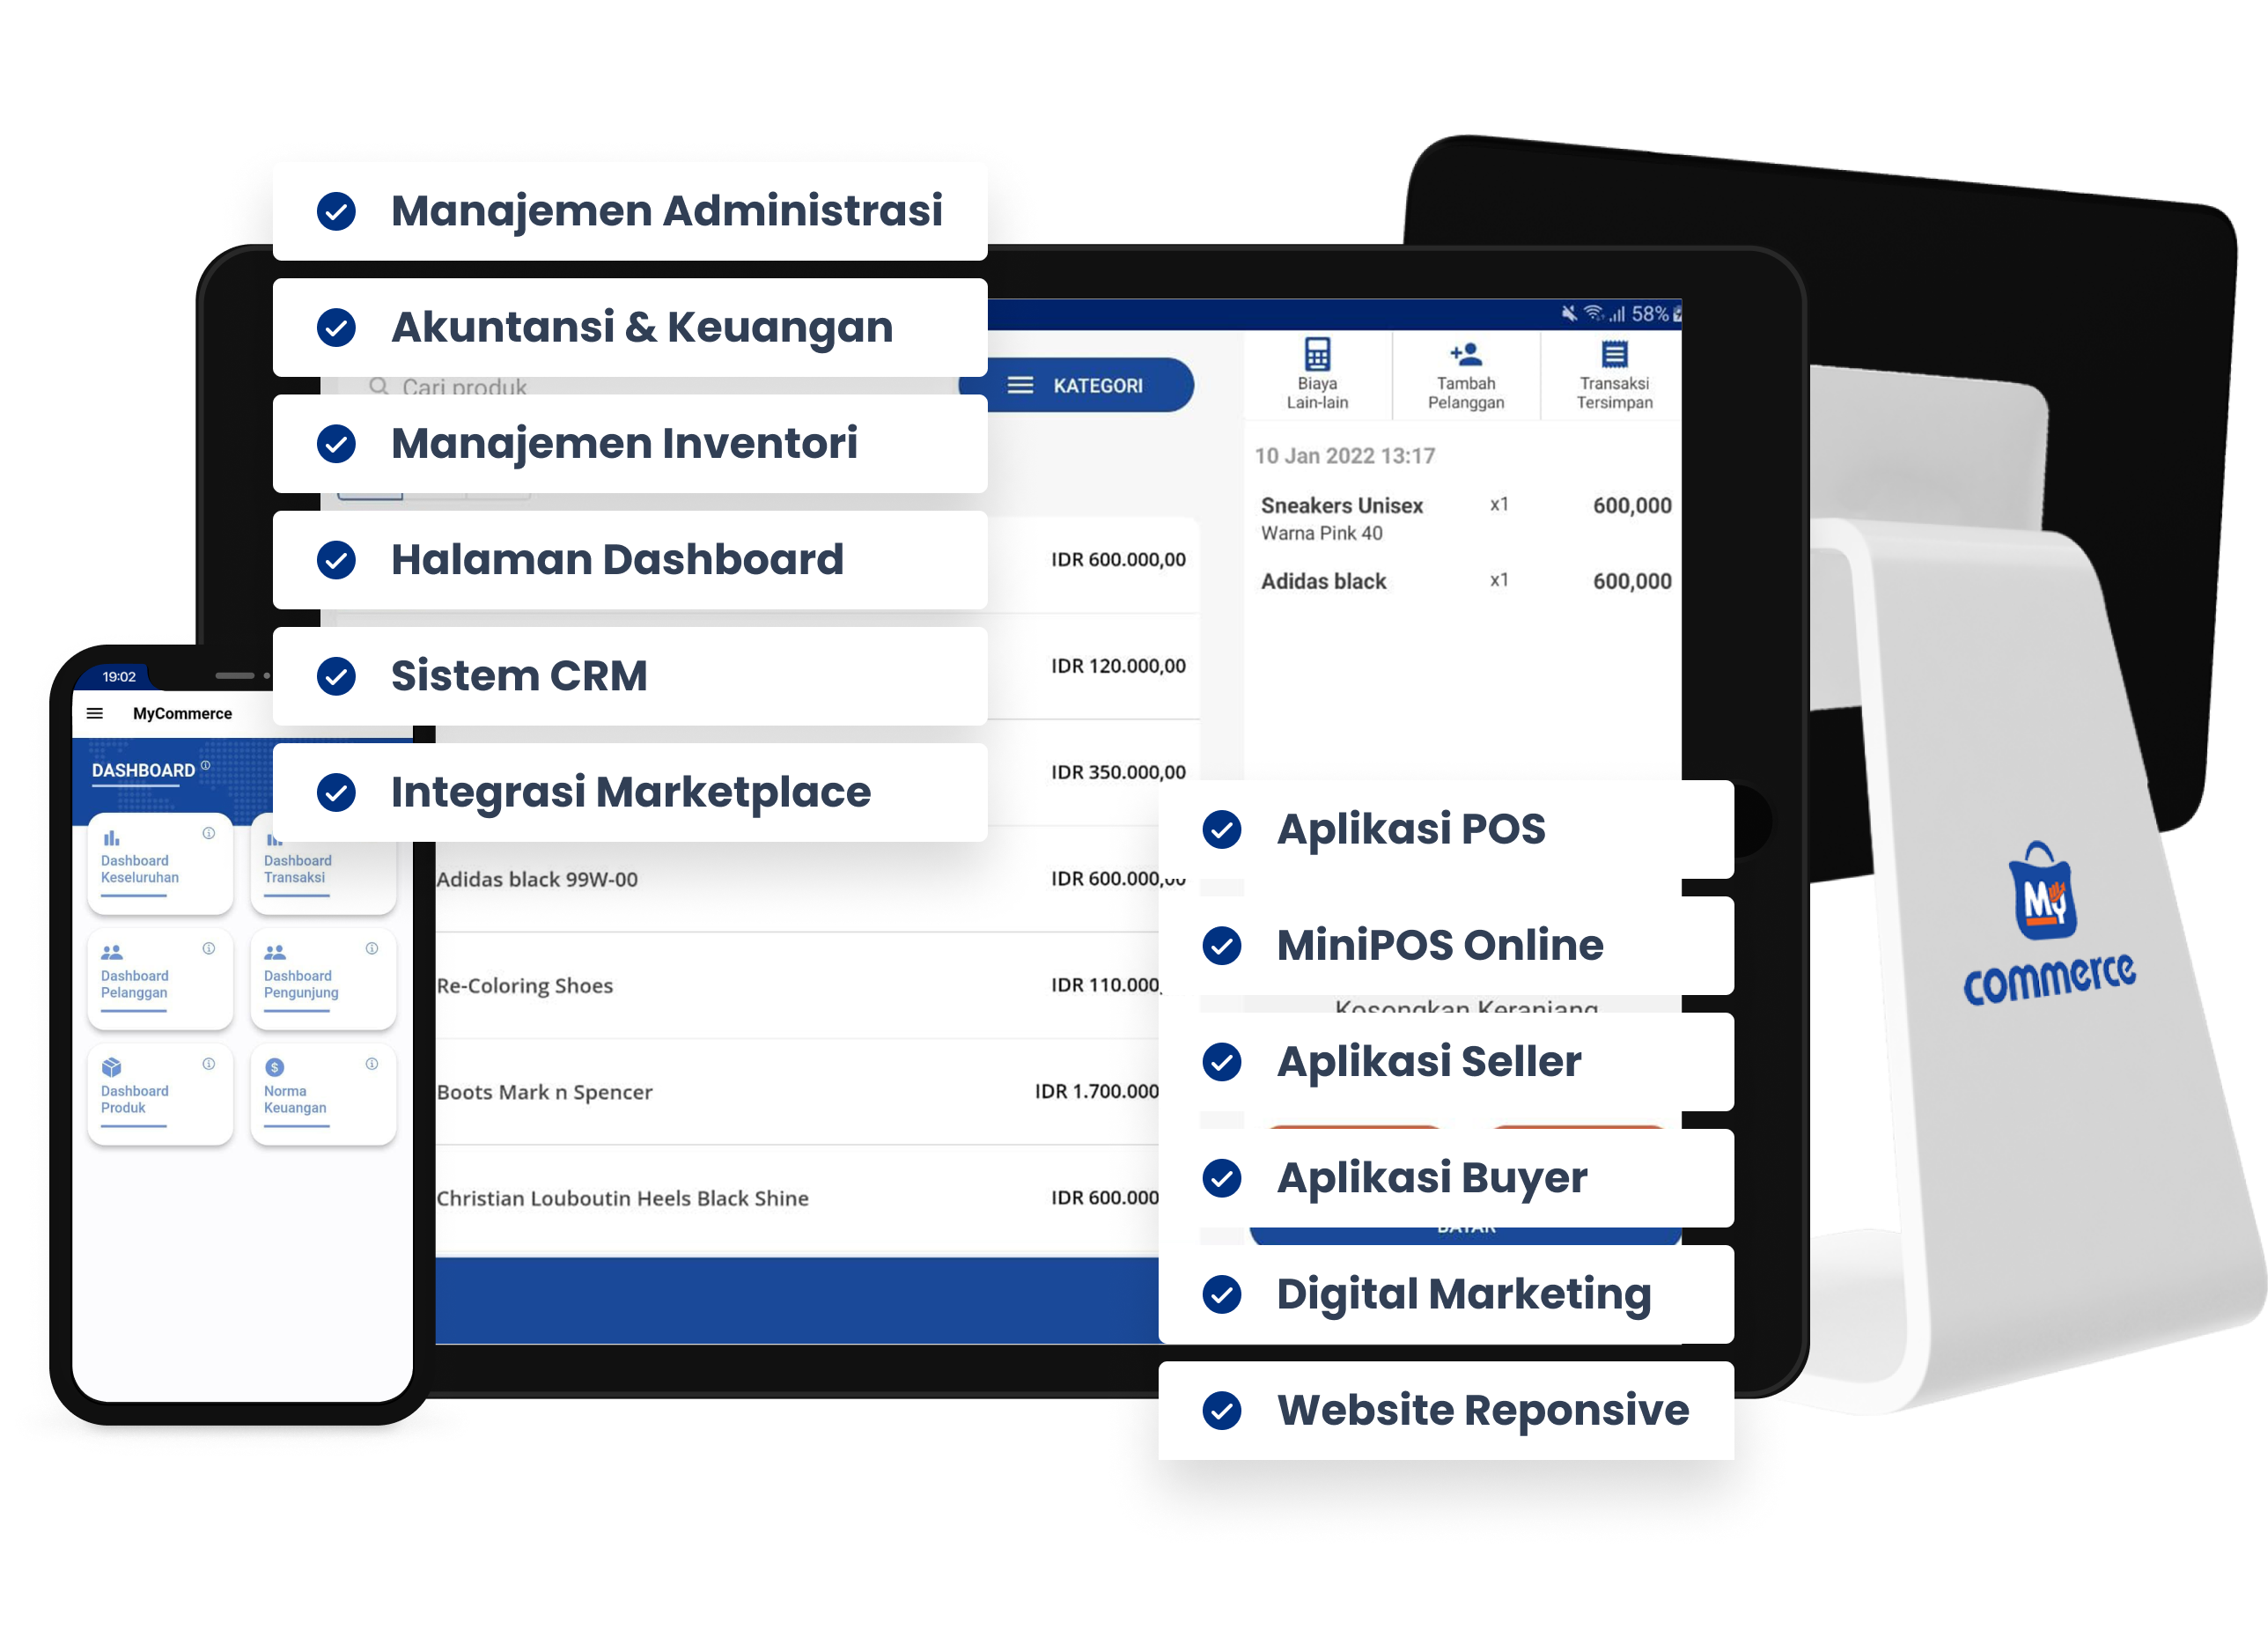 Manajemen Administrasi
Akuntansi & Keuangan
Manajemen Inventori
Halaman Dashboard
Sistem CRM
Integrasi Marketplace
58%
Cari produk
KATEGORI
Biaya
Lain-lain
Tambah
Pelanggan
Transaksi
Tersimpan
10 Jan 2022 13:17
Sneakers Unisex x1 600,000
Warna Pink 40
Adidas black x1 600,000
IDR 600.000,00
IDR 120.000,00
IDR 350.000,00
Adidas black 99W-00 IDR 600.000,00
Re-Coloring Shoes IDR 110.000,
Boots Mark n Spencer IDR 1.700.000
Christian Louboutin Heels Black Shine IDR 600.000
19:02
MyCommerce
DASHBOARD
Dashboard
Keseluruhan
Dashboard
Transaksi
Dashboard
Pelanggan
Dashboard
Pengunjung
Dashboard
Produk
Norma
Keuangan
Aplikasi POS
MiniPOS Online
Kosongkan Keranjang
Aplikasi Seller
Aplikasi Buyer
BAYAR
Digital Marketing
Website Reponsive
My
commerce